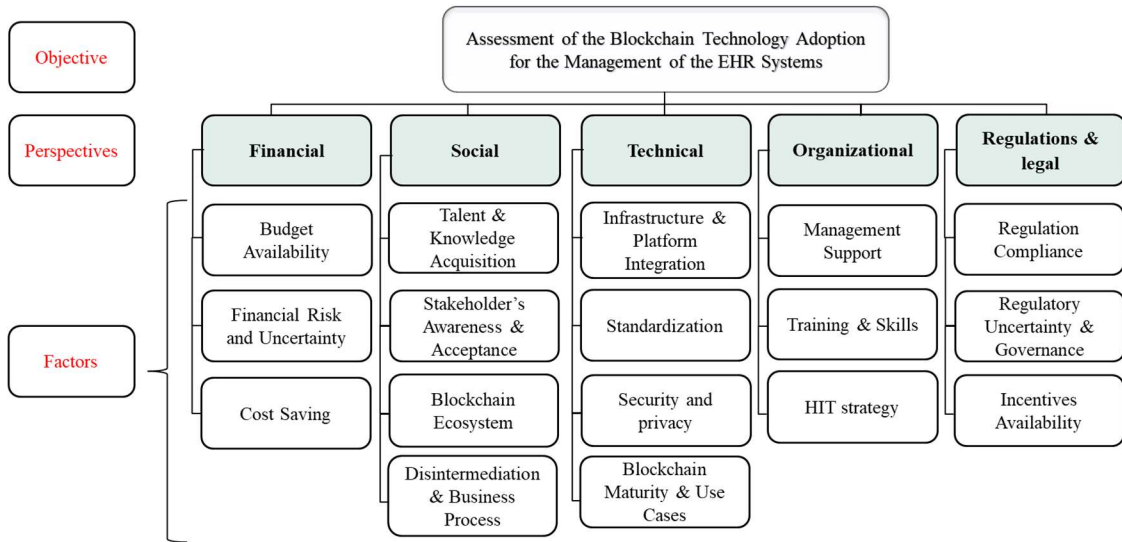 Objective
Assessment of the Blockchain Technology Adoption
for the Management of the EHR Systems
Perspectives
Financial
Social
Technical
Organizational
Regulations &
legal
Factors
Budget
Availability
Financial Risk
and Uncertainty
Cost Saving
Talent &
Knowledge
Acquisition
Stakeholder's
Awareness &
Acceptance
Blockchain
Ecosystem
Disintermediation
& Business
Process
Infrastructure &
Platform
Integration
Standardization
Security and
privacy
Blockchain
Maturity & Use
Cases
Management
Support
Training & Skills
HIT strategy
Regulation
Compliance
Regulatory
Uncertainty &
Governance
Incentives
Availability